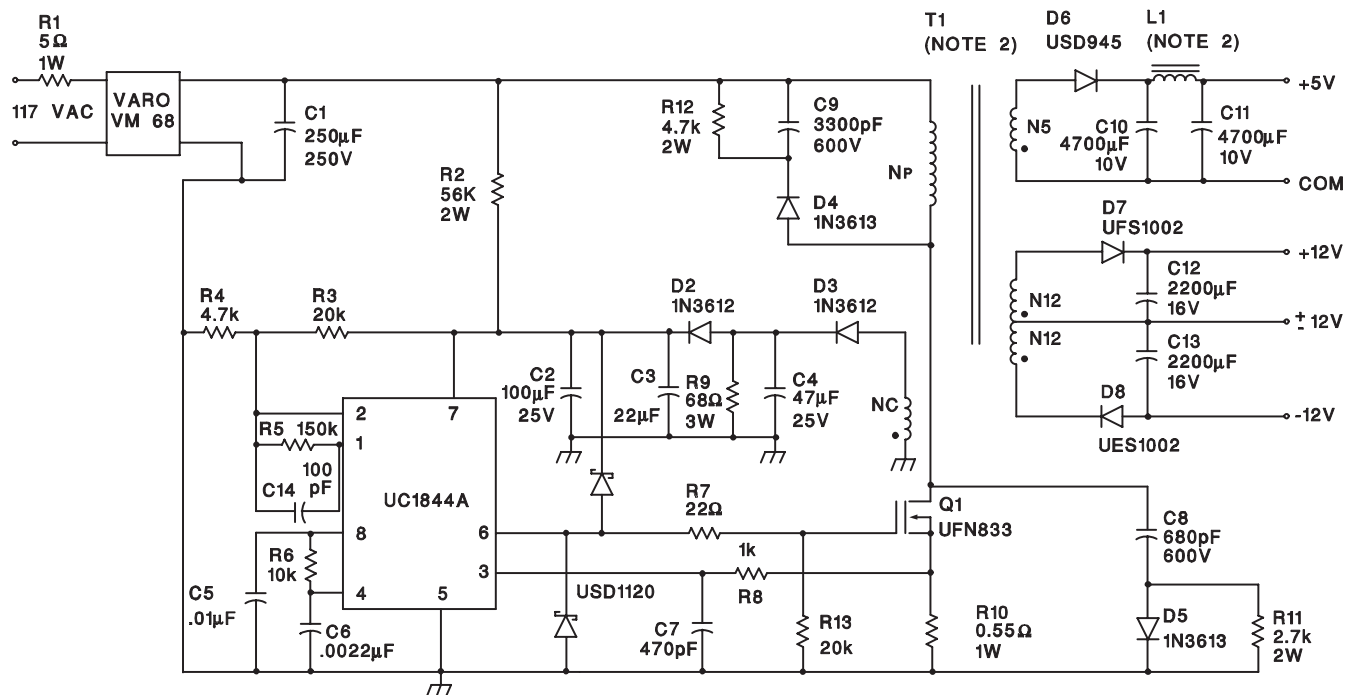 R1
5Ω
1W
117 VAC
VARO
VM 68
C1
250µF
250V
R2
56K
2W
R12
4.7k
2W
C9
3300pF
600V
D4
1N3613
NP
T1
(NOTE 2)
D6
USD945
L1
(NOTE 2)
N5
C10
4700µF
10V
C11
4700µF
10V
+5V
COM
D7
UFS1002
N12
N12
C12
2200µF
16V
C13
2200µF
16V
+12V
±12V
-12V
D8
UES1002
R4
4.7k
R3
20k
D2
1N3612
D3
1N3612
C2
100µF
25V
C3
22µF
R9
68Ω
3W
C4
47µF
25V
NC
2
7
R5 150k
1
100
pF
C14
UC1844A
8
6
R6
10k
3
4
5
C5
.01µF
C6
.0022µF
USD1120
R7
22Ω
1k
R8
Q1
UFN833
C7
470pF
R13
20k
R10
0.55Ω
1W
C8
680pF
600V
D5
1N3613
R11
2.7k
2W